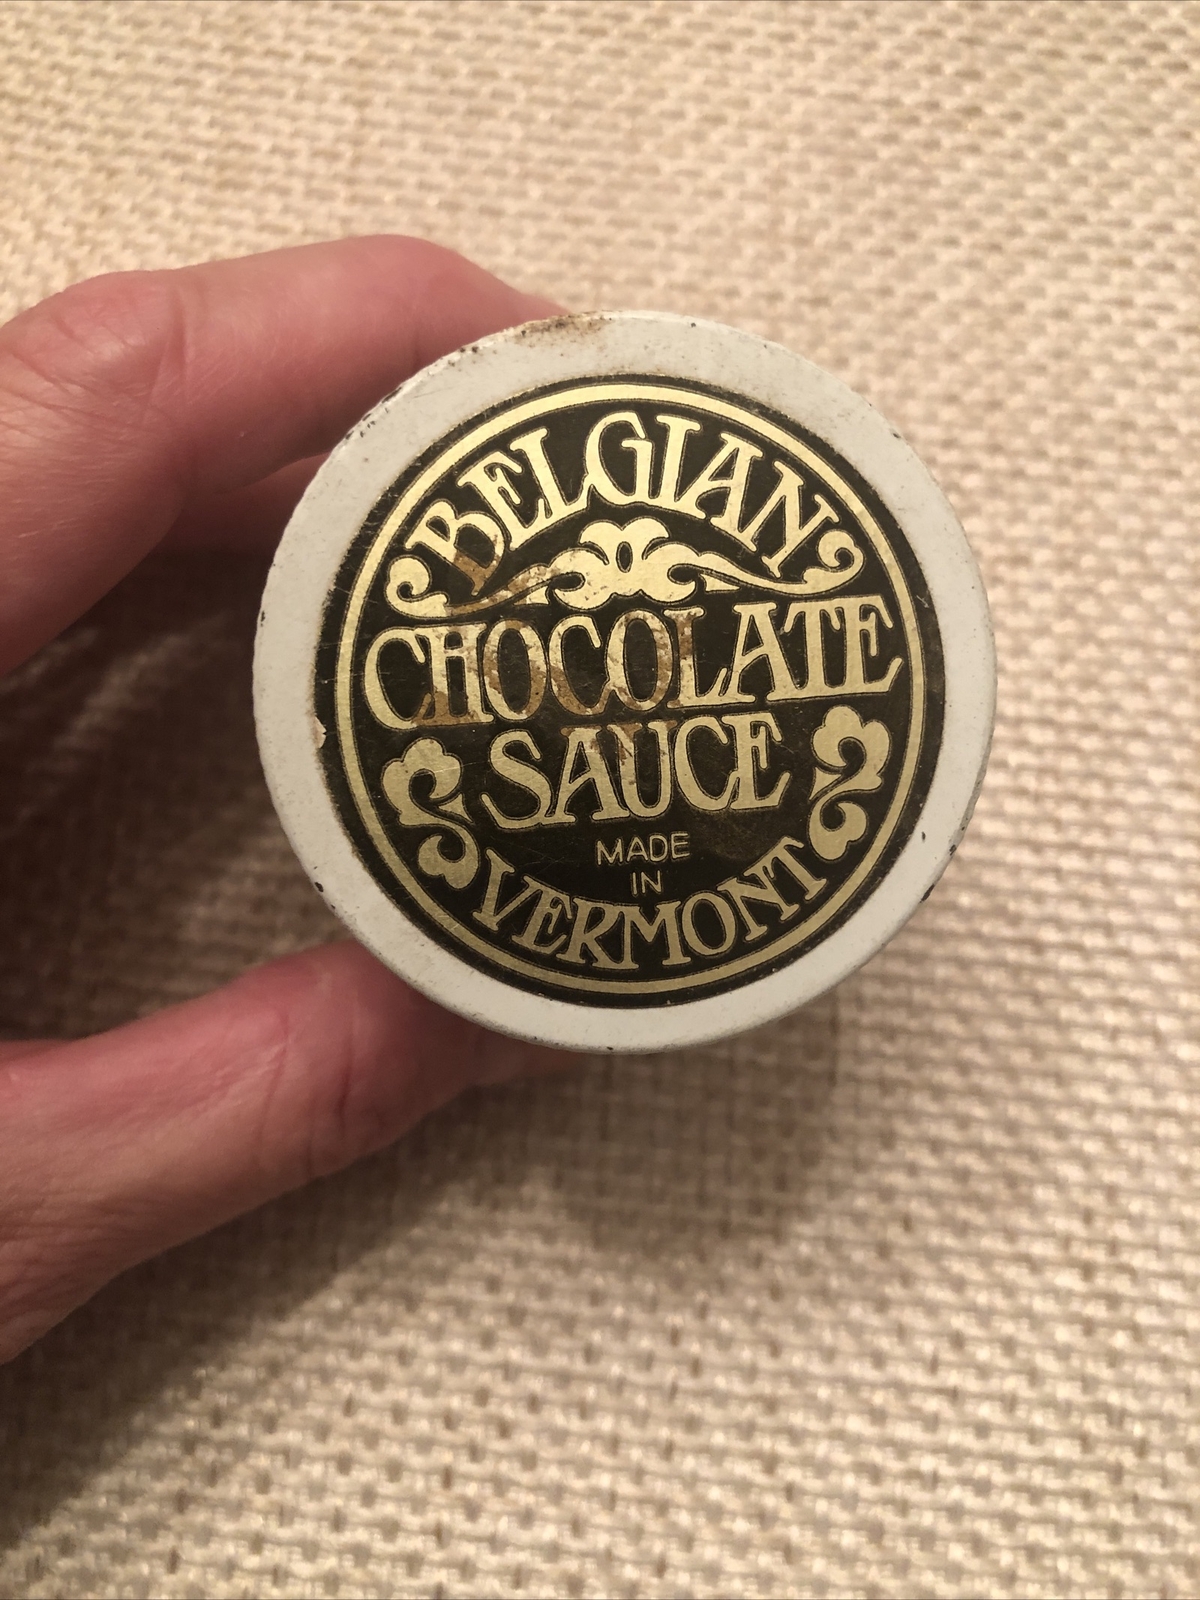 BELGIAN
CHOCOLATE
SAUCE
MADE
IN
VERMONT